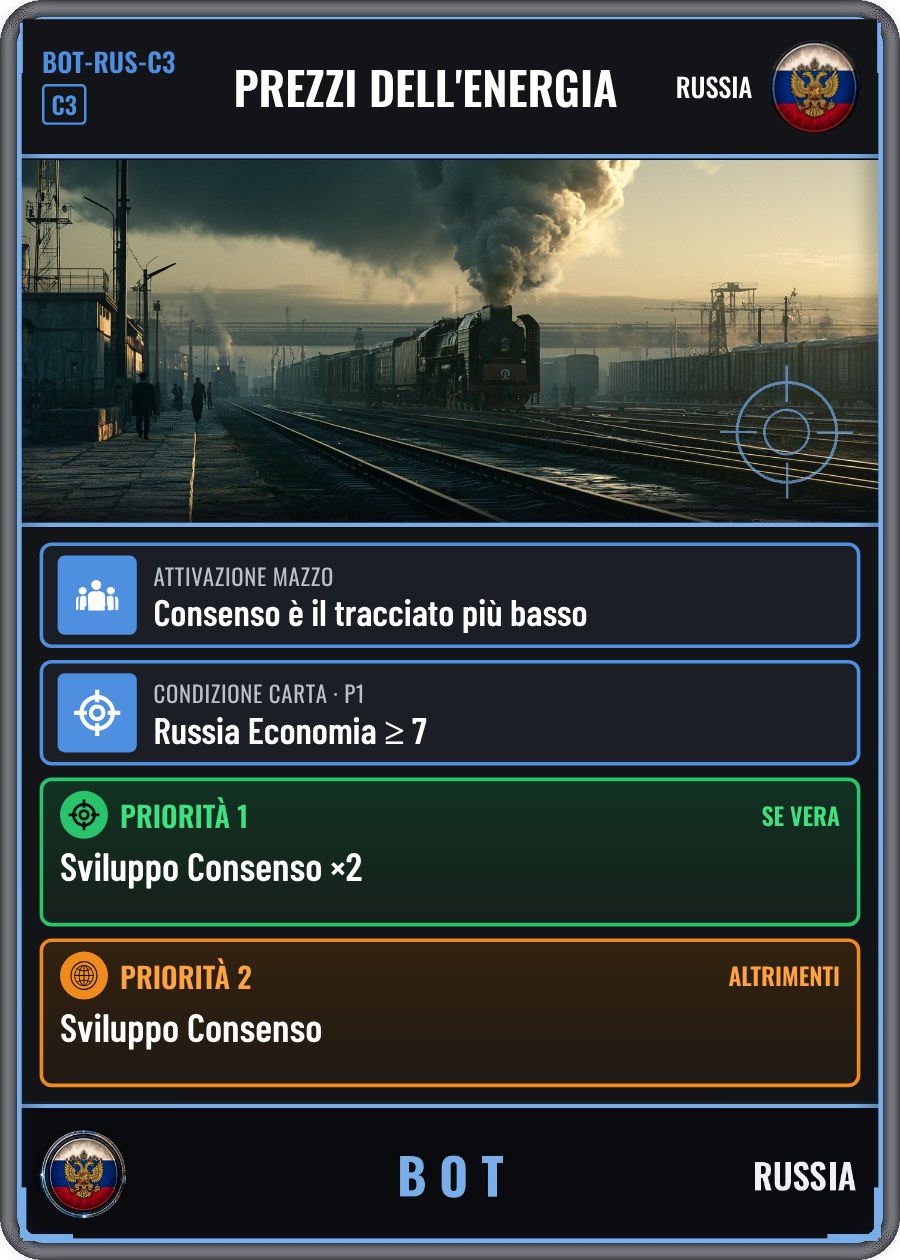 BOT-RUS-C3
C3
PREZZI DELL'ENERGIA
RUSSIA
ATTIVAZIONE MAZZO
Consenso è il tracciato più basso
CONDIZIONE CARTA · P1
Russia Economia ≥ 7
PRIORITÀ 1
SE VERA
Sviluppo Consenso ×2
PRIORITÀ 2
ALTRIMENTI
Sviluppo Consenso
BOT
RUSSIA